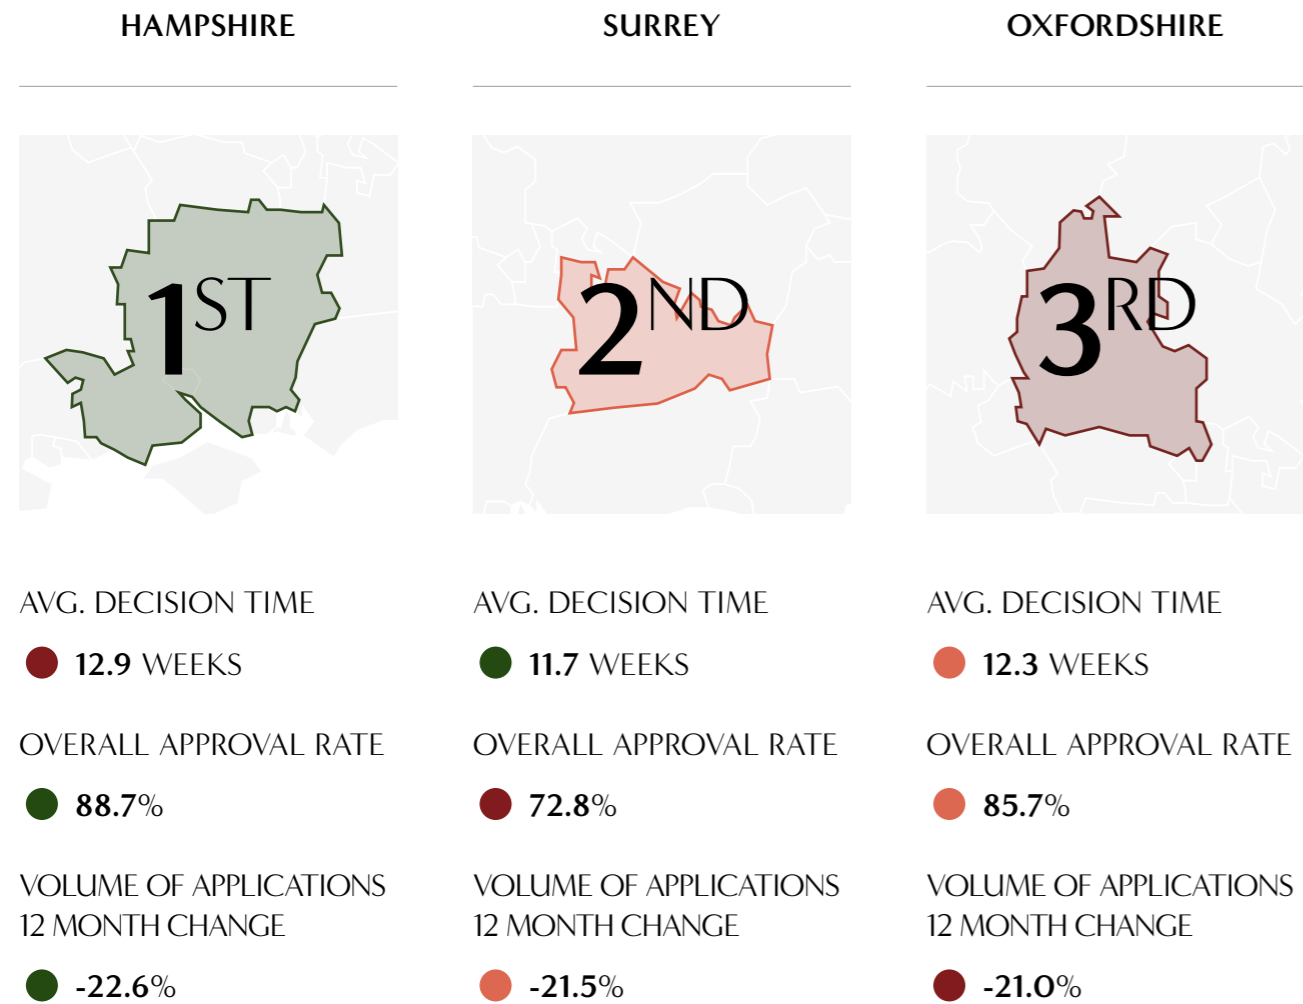 HAMPSHIRE
1ST
AVG. DECISION TIME
12.9 WEEKS
OVERALL APPROVAL RATE
88.7%
VOLUME OF APPLICATIONS
12 MONTH CHANGE
-22.6%
SURREY
2ND
AVG. DECISION TIME
11.7 WEEKS
OVERALL APPROVAL RATE
72.8%
VOLUME OF APPLICATIONS
12 MONTH CHANGE
-21.5%
OXFORDSHIRE
3RD
AVG. DECISION TIME
12.3 WEEKS
OVERALL APPROVAL RATE
85.7%
VOLUME OF APPLICATIONS
12 MONTH CHANGE
-21.0%